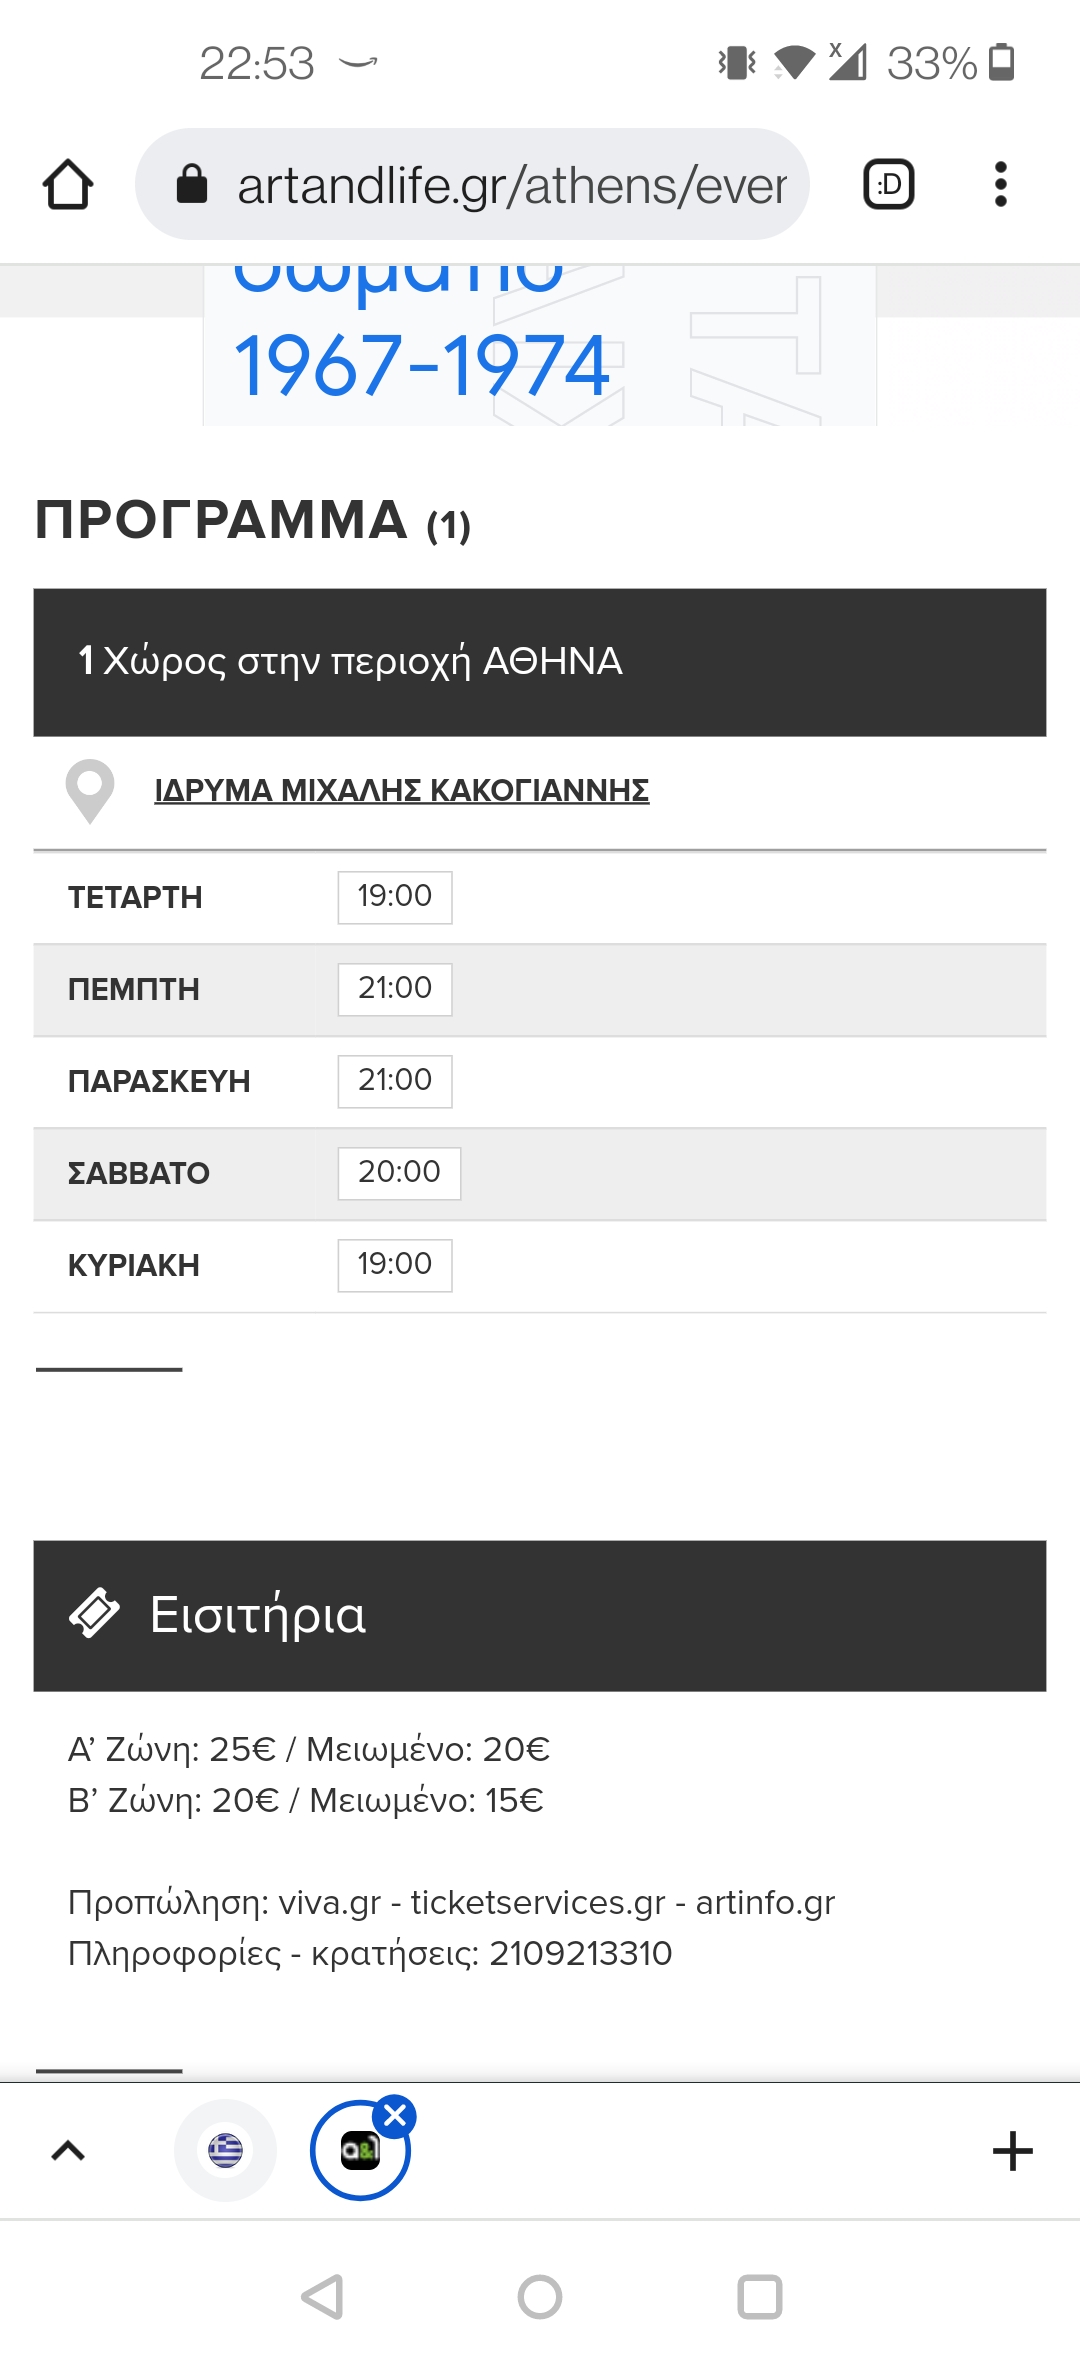 22:53
33%
artandlife.gr/athens/ever
:D
1967-1974
ΠΡΟΓΡΑΜΜΑ (1)
1 Χώρος στην περιοχή ΑΘΗΝΑ
ΙΔΡΥΜΑ ΜΙΧΑΛΗΣ ΚΑΚΟΓΙΑΝΝΗΣ
ΤΕΤΑΡΤΗ 19:00
ΠΕΜΠΤΗ 21:00
ΠΑΡΑΣΚΕΥΗ 21:00
ΣΑΒΒΑΤΟ 20:00
ΚΥΡΙΑΚΗ 19:00
Εισιτήρια
Α’ Ζώνη: 25€ / Μειωμένο: 20€
Β’ Ζώνη: 20€ / Μειωμένο: 15€
Προπώληση: viva.gr - ticketservices.gr - artinfo.gr
Πληροφορίες - κρατήσεις: 2109213310
a&l